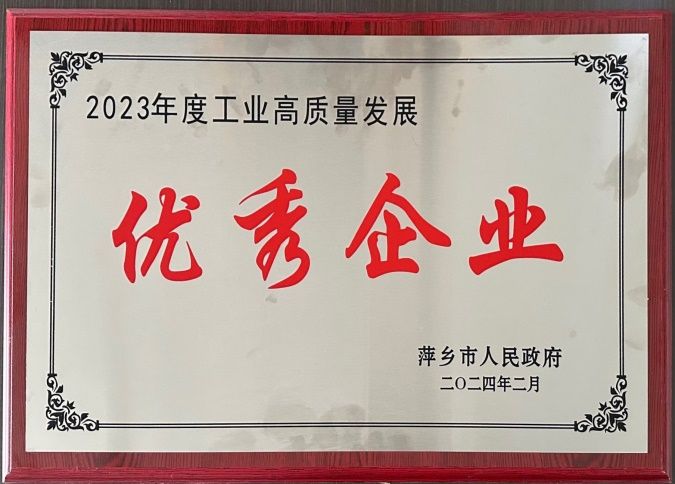 2023年度工业高质量发展
优秀企业
萍乡市人民政府
二〇二四年二月